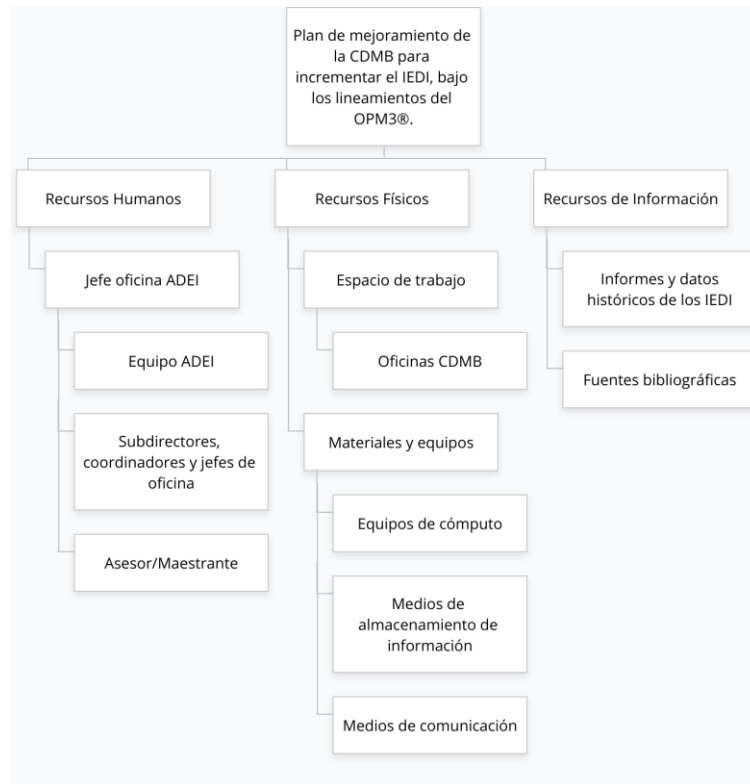 Plan de mejoramiento de
la CDMB para
incrementar el IEDI, bajo
los lineamientos del
OPM3®.
Recursos Humanos
Recursos Físicos
Recursos de Información
Jefe oficina ADEI
Espacio de trabajo
Informes y datos
históricos de los IEDI
Equipo ADEI
Oficinas CDMB
Fuentes bibliográficas
Subdirectores,
coordinadores y jefes de
oficina
Materiales y equipos
Equipos de cómputo
Asesor/Maestrante
Medios de
almacenamiento de
información
Medios de comunicación